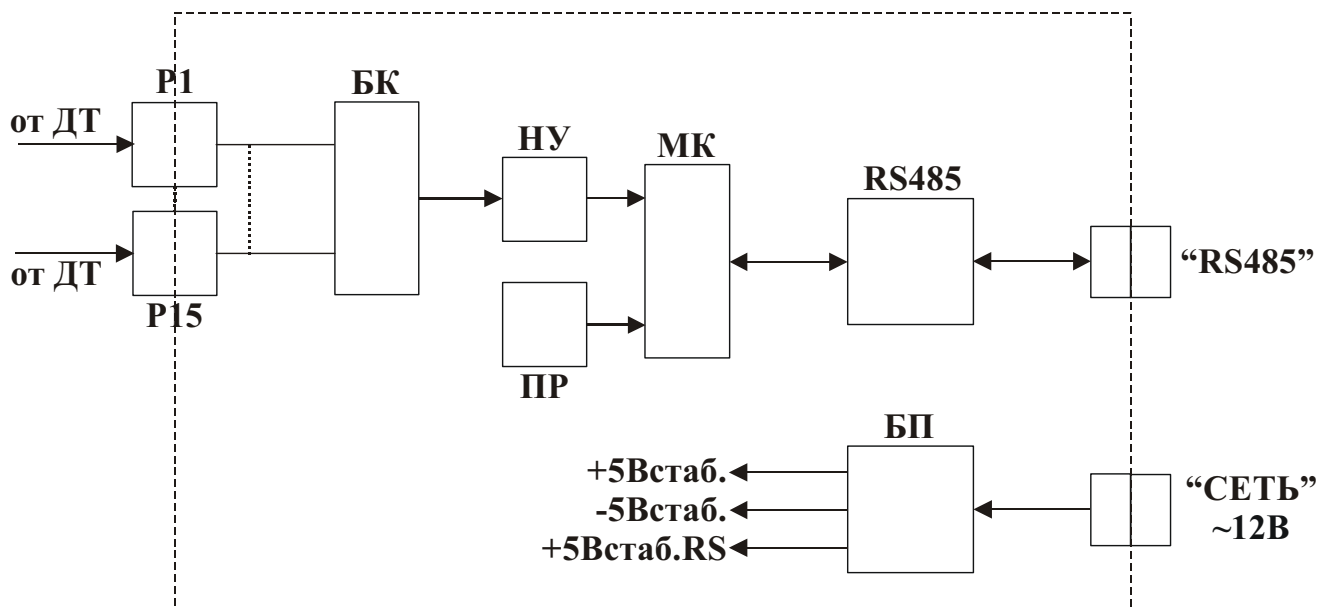 Р1
БК
от ДТ
НУ
МК
RS485
от ДТ
“RS485”
Р15
ПР
БП
+5Встаб.
-5Встаб.
+5Встаб.RS
“СЕТЬ”
~12В